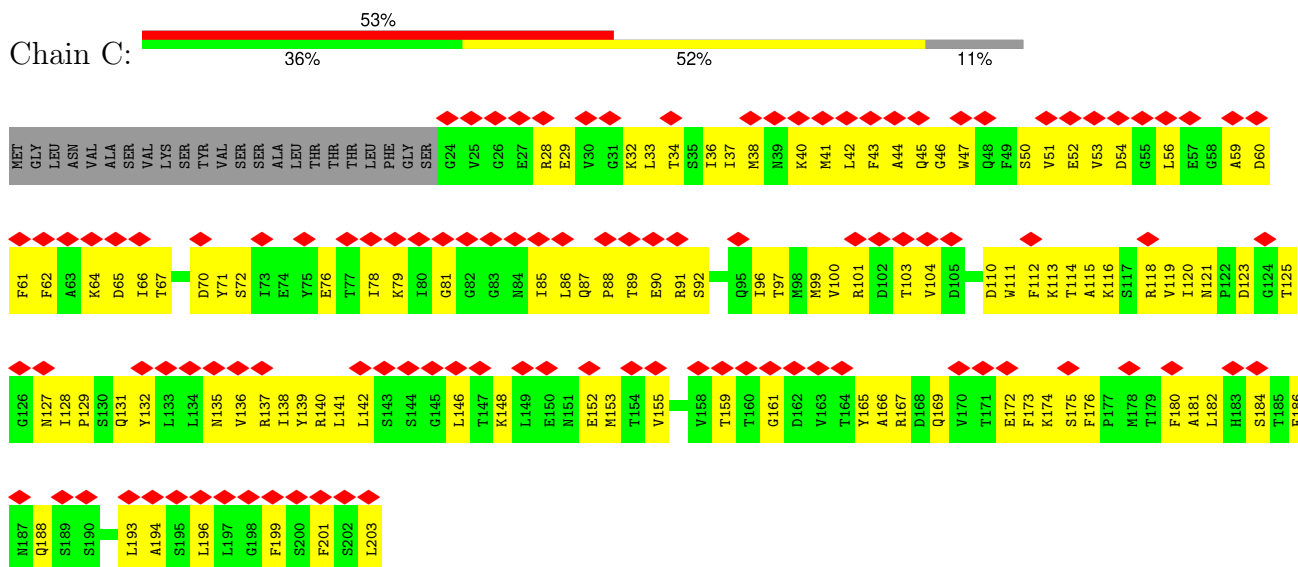 53%
Chain C:
36% 52% 11%
MET GLY LEU ASN VAL ALA SER VAL LYS SER TYR VAL SER SER ALA LEU THR THR THR LEU PHE GLY SER G24 V25 G26 E27 R28 E29 V30 G31 K32 L33 T34 S35 I36 I37 M38 N39 K40 M41 L42 F43 A44 Q45 G46 W47 Q48 F49 S50 V51 E52 V53 D54 G55 L56 E57 G58 A59 D60
F61 F62 A63 K64 D65 I66 T67 D70 Y71 S72 I73 E74 Y75 E76 T77 I78 K79 I80 G81 G82 G83 N84 I85 L86 Q87 P88 T89 E90 R91 S92 Q95 I96 T97 M98 M99 V100 R101 D102 T103 V104 D105 D110 W111 F112 K113 T114 A115 K116 S117 R118 V119 I120 N121 P122 D123 G124 T125
G126 N127 I128 P129 S130 Q131 Y132 L133 L134 N135 V136 R137 I138 Y139 R140 L141 L142 S143 S144 G145 L146 T147 K148 L149 E150 N151 E152 M153 T154 V155 V158 T159 T160 G161 D162 V163 T164 Y165 A166 R167 D168 Q169 V170 T171 E172 F173 K174 S175 F176 P177 M178 T179 F180 A181 L182 H183 S184 T185
N187 Q188 S189 S190 L193 A194 S195 L196 L197 G198 F199 S200 F201 S202 L203